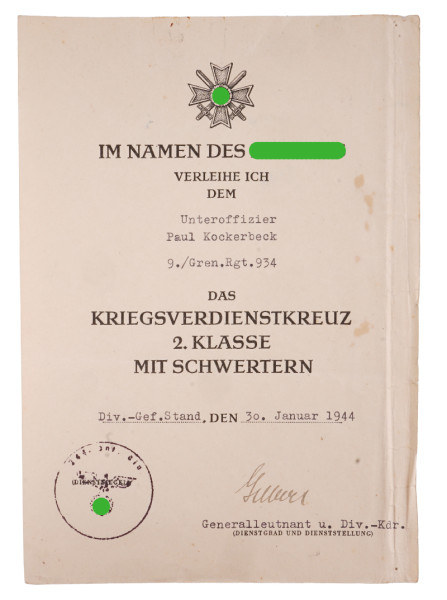 IM NAMEN DES
VERLEIHE ICH
DEM
Unteroffizier
Paul Kockerbeck
9./Gren.Rgt.934
DAS
KRIEGSVERDIENSTKREUZ
2. KLASSE
MIT SCHWERTERN
Div.-Gef.Stand, DEN 30. Januar 1944
(DIENSTSIEGEL)
Generalleutnant u. Div.-Kdr.
(DIENSTGRAD UND DIENSTSTELLUNG)